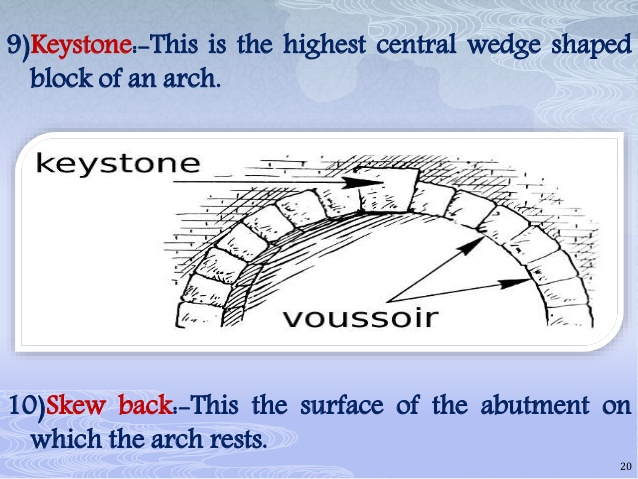 9)Keystone:-This is the highest central wedge shaped
block of an arch.
keystone
voussoir
10)Skew back:-This the surface of the abutment on
which the arch rests.
20